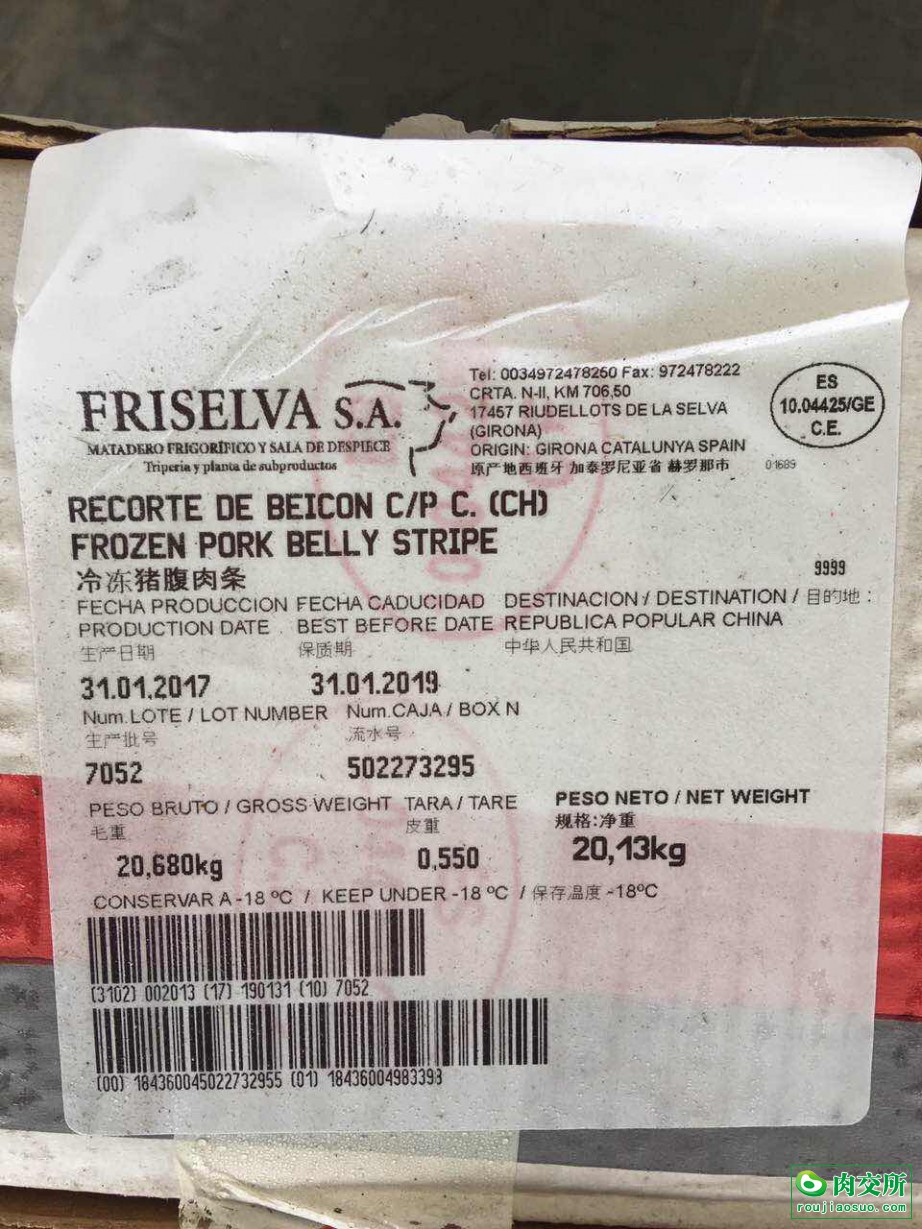 FRISELVA S.A.
MATADERO FRIGORÍFICO Y SALA DE DESPIECE
Triperia y planta de subproductos
Tel: 0034972478250 Fax: 972478222
CRTA. N-II, KM 706,50
17457 RIUDELLOTS DE LA SELVA
(GIRONA)
ORIGIN: GIRONA CATALUNYA SPAIN
原产地西班牙 加泰罗尼亚省 赫罗那市
ES
10.04425/GE
C.E.
01689
RECORTE DE BEICON C/P C. (CH)
FROZEN PORK BELLY STRIPE
冷冻猪腹肉条
9999
FECHA PRODUCCION FECHA CADUCIDAD DESTINACION / DESTINATION / 目的地：
PRODUCTION DATE BEST BEFORE DATE REPUBLICA POPULAR CHINA
生产日期 保质期 中华人民共和国
31.01.2017 31.01.2019
Num.LOTE / LOT NUMBER Num.CAJA / BOX N
生产批号 流水号
7052 502273295
PESO BRUTO / GROSS WEIGHT TARA / TARE PESO NETO / NET WEIGHT
毛重 皮重 规格:净重
20,680kg 0,550 20,13kg
CONSERVAR A -18 ºC / KEEP UNDER -18 ºC / 保存温度 -18ºC
(3102) 002013 (17) 190131 (10) 7052
(00) 184360045022732955 (01) 18436004983393
肉交所
roujiaosuo.com